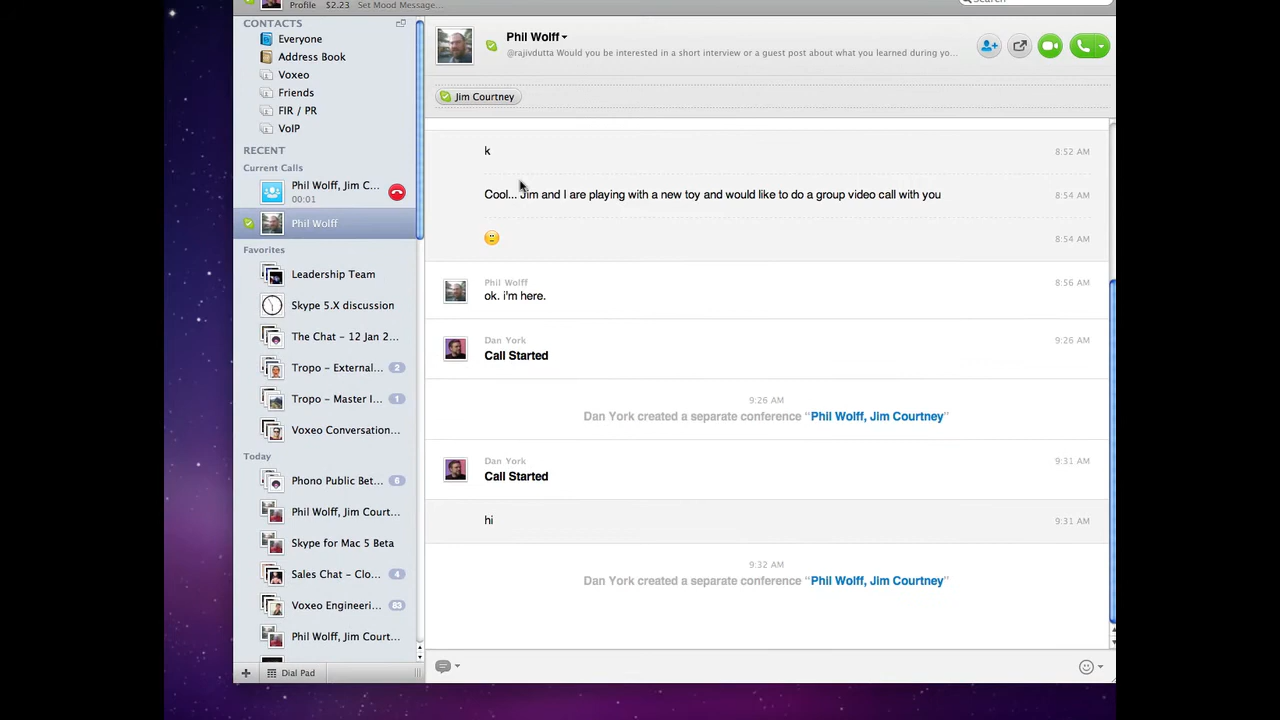 Profile $2.23 Set Mood Message...
Search
CONTACTS
Everyone
Address Book
Voxeo
Friends
FIR / PR
VoIP
RECENT
Current Calls
Phil Wolff, Jim C...
00:01
Phil Wolff
Favorites
Leadership Team
Skype 5.X discussion
The Chat – 12 Jan 2...
Tropo – External... 2
Tropo – Master I... 1
Voxeo Conversation...
Today
Phono Public Bet... 6
Phil Wolff, Jim Court...
Skype for Mac 5 Beta
Sales Chat – Clo... 4
Voxeo Engineeri... 83
Phil Wolff, Jim Court...
Dial Pad
Phil Wolff
@rajivdutta Would you be interested in a short interview or a guest post about what you learned during yo...
Jim Courtney
k 8:52 AM
Cool... Jim and I are playing with a new toy and would like to do a group video call with you 8:54 AM
8:54 AM
Phil Wolff
ok. i'm here. 8:56 AM
Dan York
Call Started 9:26 AM
9:26 AM
Dan York created a separate conference “Phil Wolff, Jim Courtney”
Dan York
Call Started 9:31 AM
hi 9:31 AM
9:32 AM
Dan York created a separate conference “Phil Wolff, Jim Courtney”